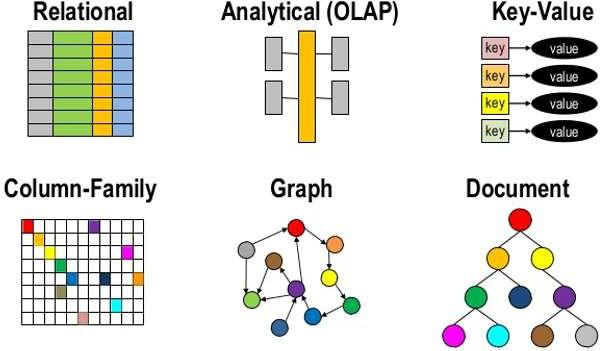 Relational
Analytical (OLAP)
Key-Value
key value
key value
key value
key value
Column-Family
Graph
Document